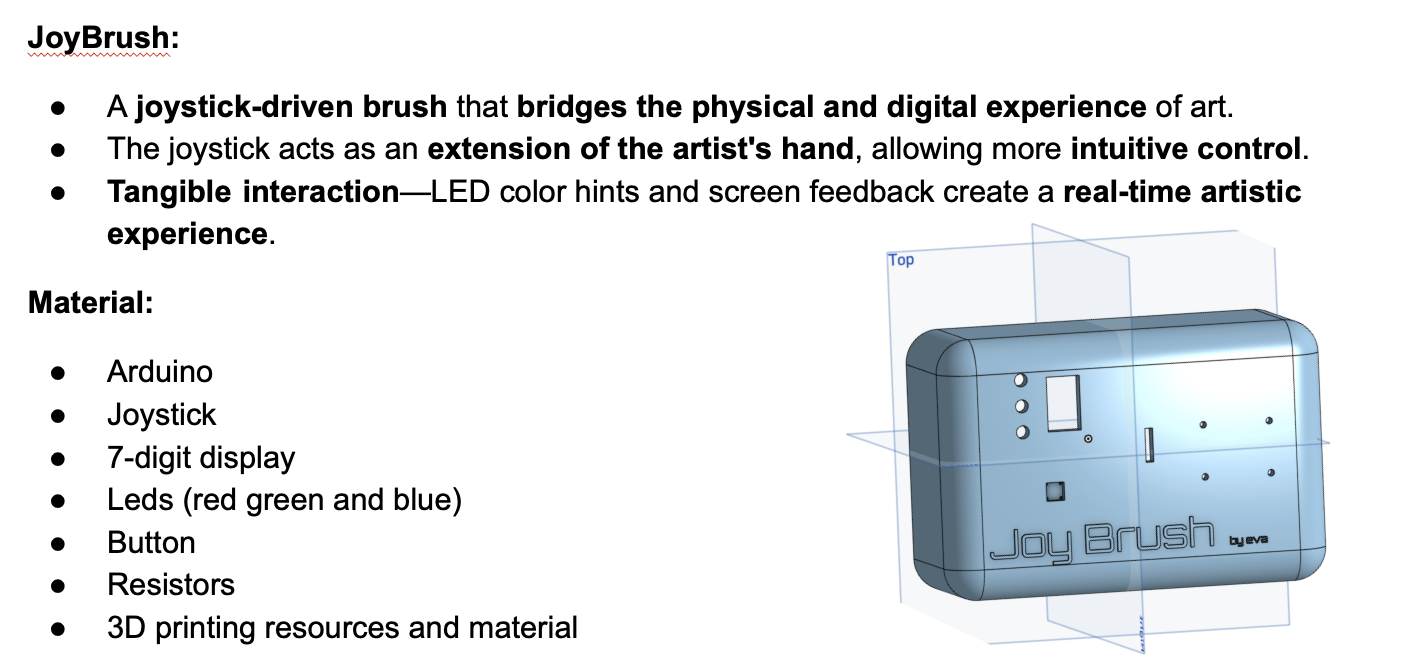 JoyBrush:
● A joystick-driven brush that bridges the physical and digital experience of art.
● The joystick acts as an extension of the artist's hand, allowing more intuitive control.
● Tangible interaction—LED color hints and screen feedback create a real-time artistic
experience.
Top
Material:
● Arduino
● Joystick
● 7-digit display
● Leds (red green and blue)
● Button
● Resistors
● 3D printing resources and material
Joy Brush by eva